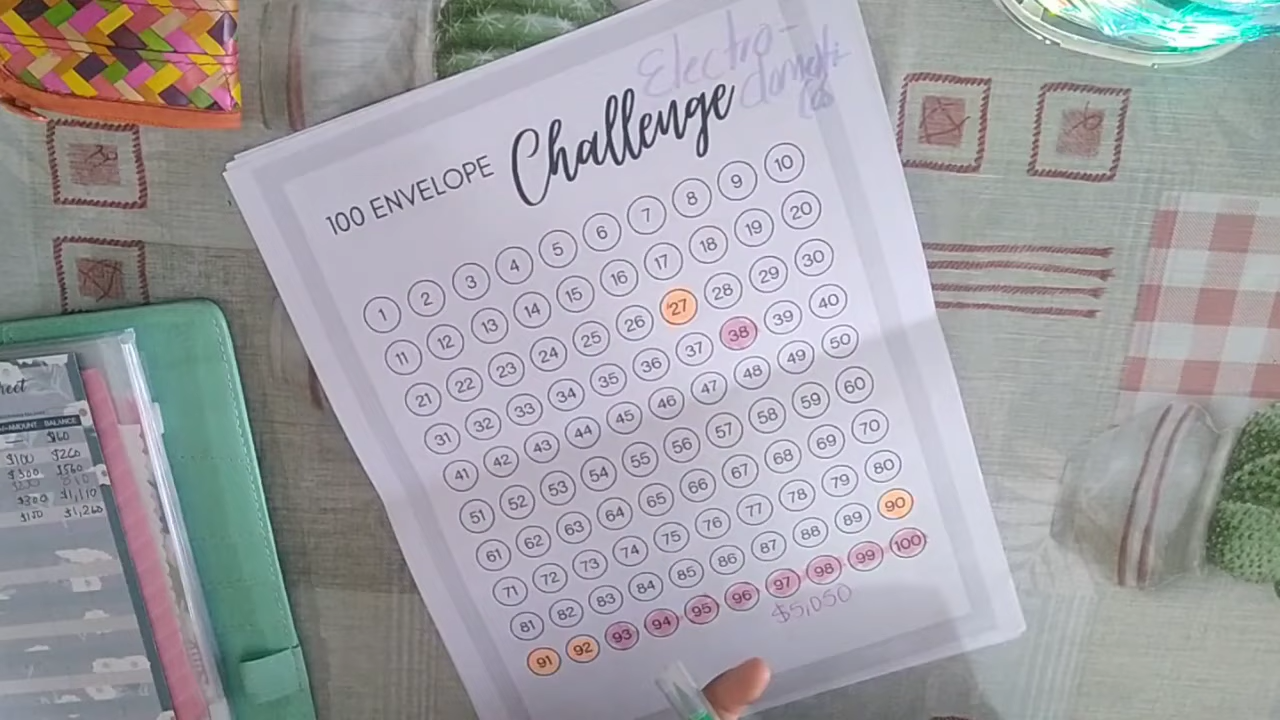 Electro-
domésti
cos
100 ENVELOPE Challenge
1 2 3 4 5 6 7 8 9 10
11 12 13 14 15 16 17 18 19 20
21 22 23 24 25 26 27 28 29 30
31 32 33 34 35 36 37 38 39 40
41 42 43 44 45 46 47 48 49 50
51 52 53 54 55 56 57 58 59 60
61 62 63 64 65 66 67 68 69 70
71 72 73 74 75 76 77 78 79 80
81 82 83 84 85 86 87 88 89 90
91 92 93 94 95 96 97 98 99 100
$5,050
BALANCE
$160
$100 $260
$300 $560
$300 $1,110
$150 $1,260